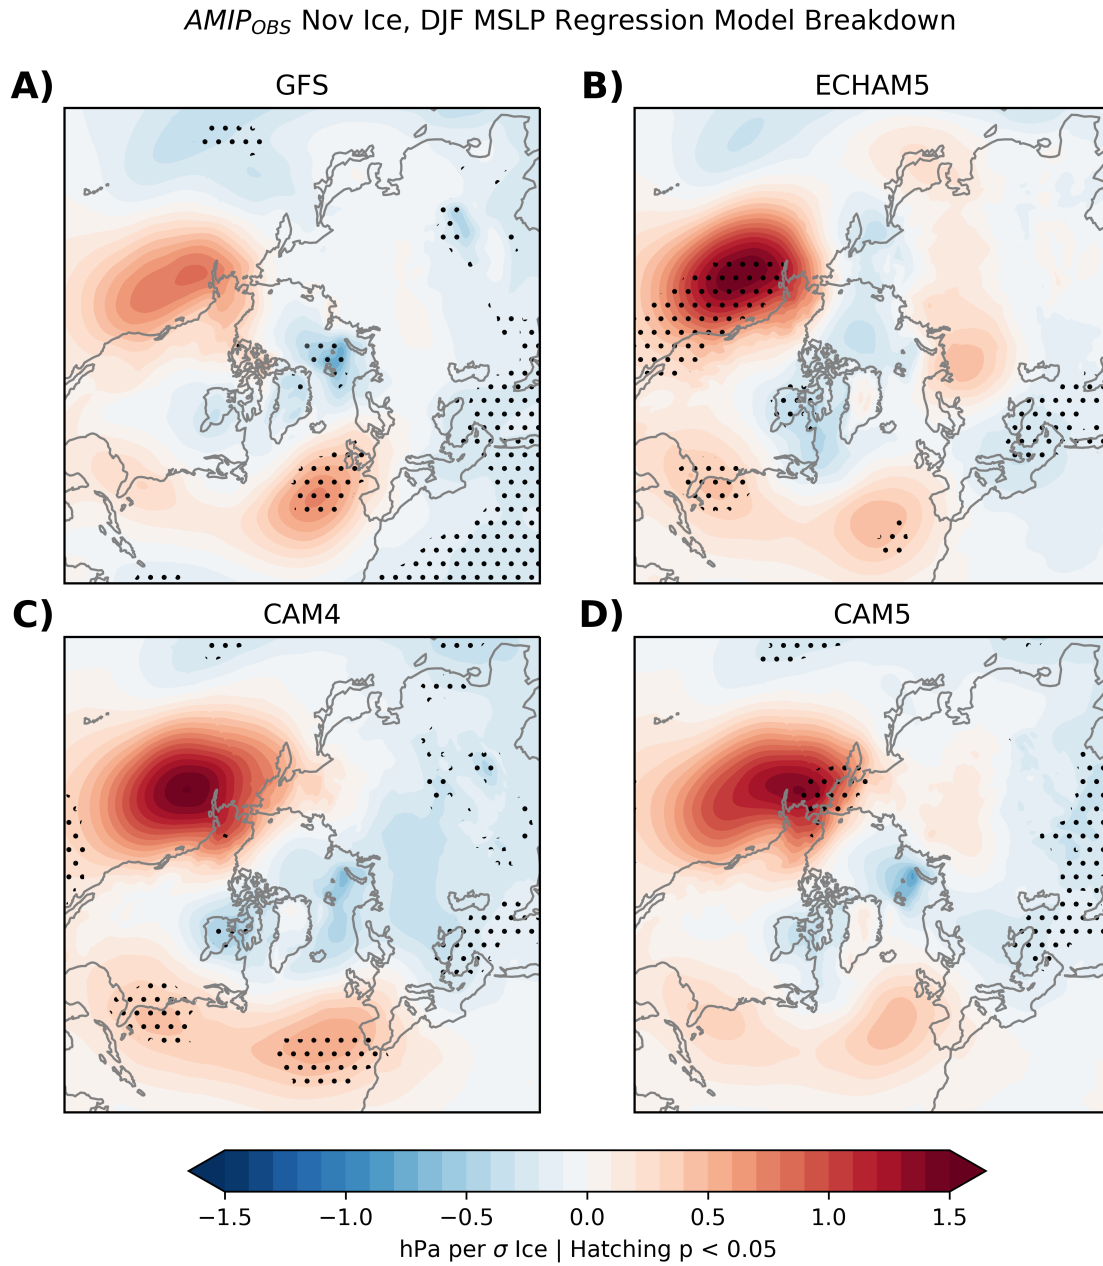 AMIP_OBS Nov Ice, DJF MSLP Regression Model Breakdown
A) GFS
B) ECHAM5
C) CAM4
D) CAM5
−1.5 −1.0 −0.5 0.0 0.5 1.0 1.5
hPa per σ Ice | Hatching p < 0.05